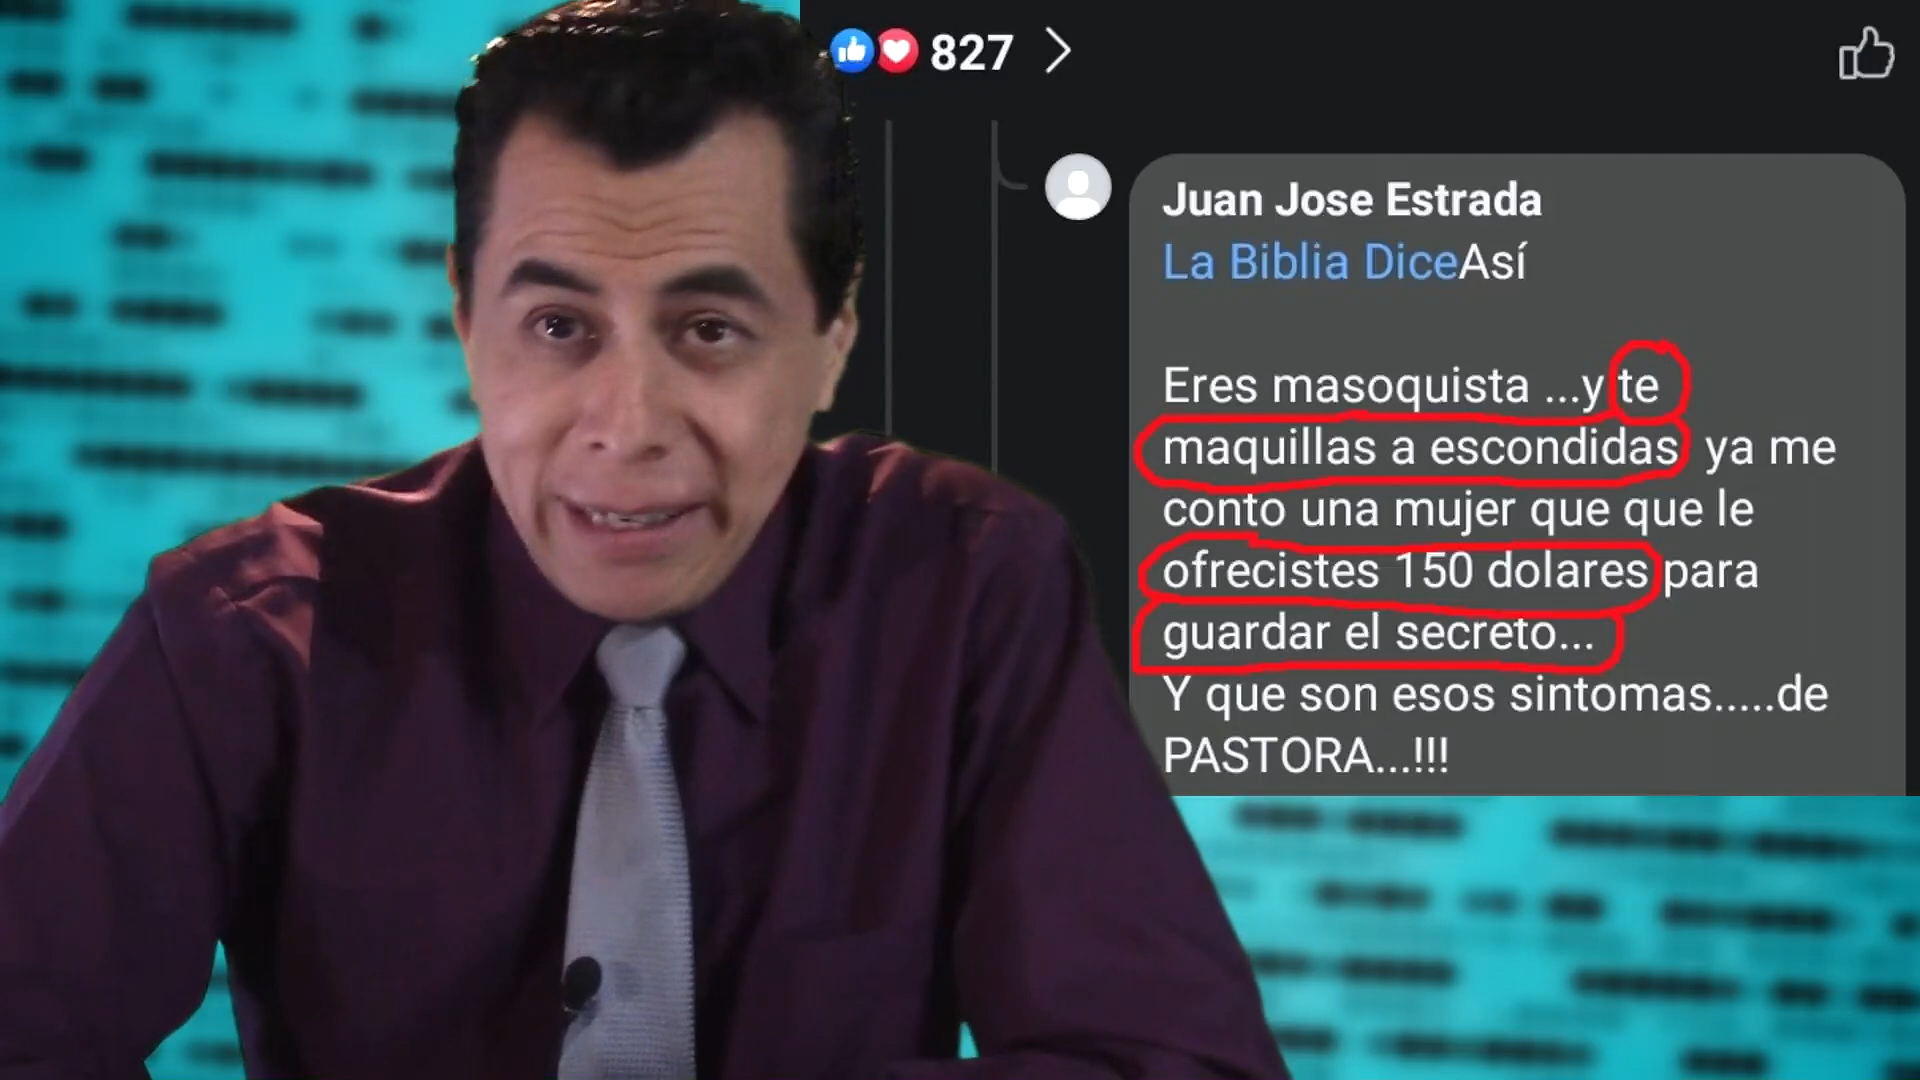 827
Juan Jose Estrada
La Biblia DiceAsí
Eres masoquista ...y te
maquillas a escondidas ya me
conto una mujer que que le
ofrecistes 150 dolares para
guardar el secreto...
Y que son esos sintomas.....de
PASTORA...!!!